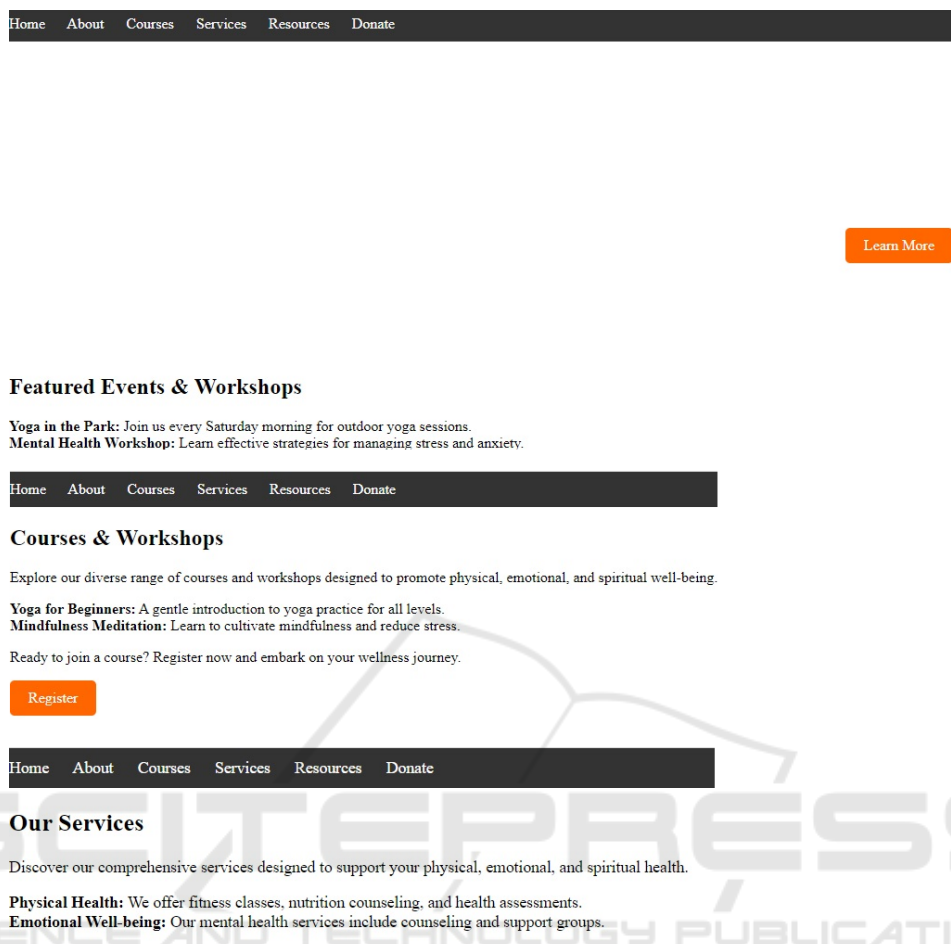 Home About Courses Services Resources Donate
Learn More
Featured Events & Workshops
Yoga in the Park: Join us every Saturday morning for outdoor yoga sessions.
Mental Health Workshop: Learn effective strategies for managing stress and anxiety.
Home About Courses Services Resources Donate
Courses & Workshops
Explore our diverse range of courses and workshops designed to promote physical, emotional, and spiritual well-being.
Yoga for Beginners: A gentle introduction to yoga practice for all levels.
Mindfulness Meditation: Learn to cultivate mindfulness and reduce stress.
Ready to join a course? Register now and embark on your wellness journey.
Register
Home About Courses Services Resources Donate
SCITEPRESS
Our Services
Discover our comprehensive services designed to support your physical, emotional, and spiritual health.
Physical Health: We offer fitness classes, nutrition counseling, and health assessments.
Emotional Well-being: Our mental health services include counseling and support groups.
AND TECHNOLOGY